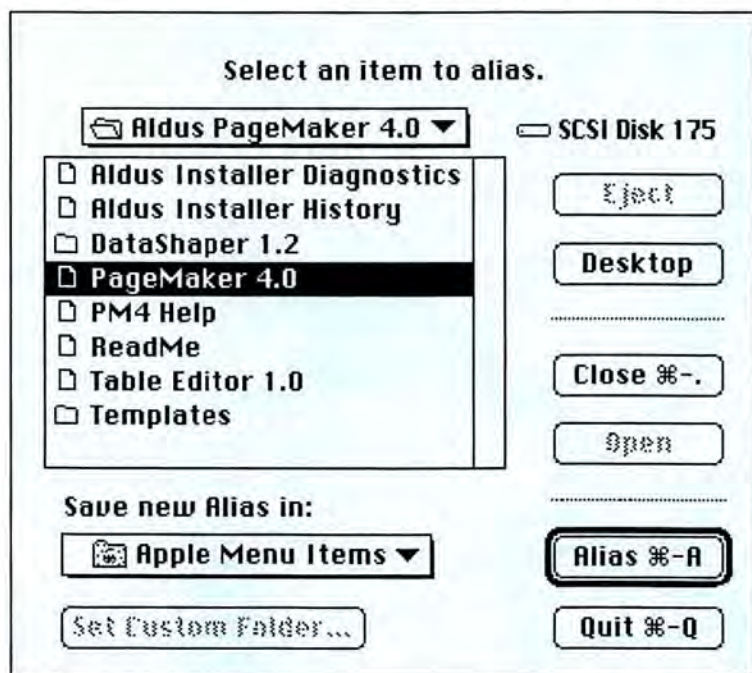 Select an item to alias.
Aldus PageMaker 4.0
SCSI Disk 175
Aldus Installer Diagnostics
Aldus Installer History
DataShaper 1.2
PageMaker 4.0
PM4 Help
ReadMe
Table Editor 1.0
Templates
Eject
Desktop
Close ⌘-.
Open
Save new Alias in:
Apple Menu Items
Set Custom Folder...
Alias ⌘-A
Quit ⌘-Q